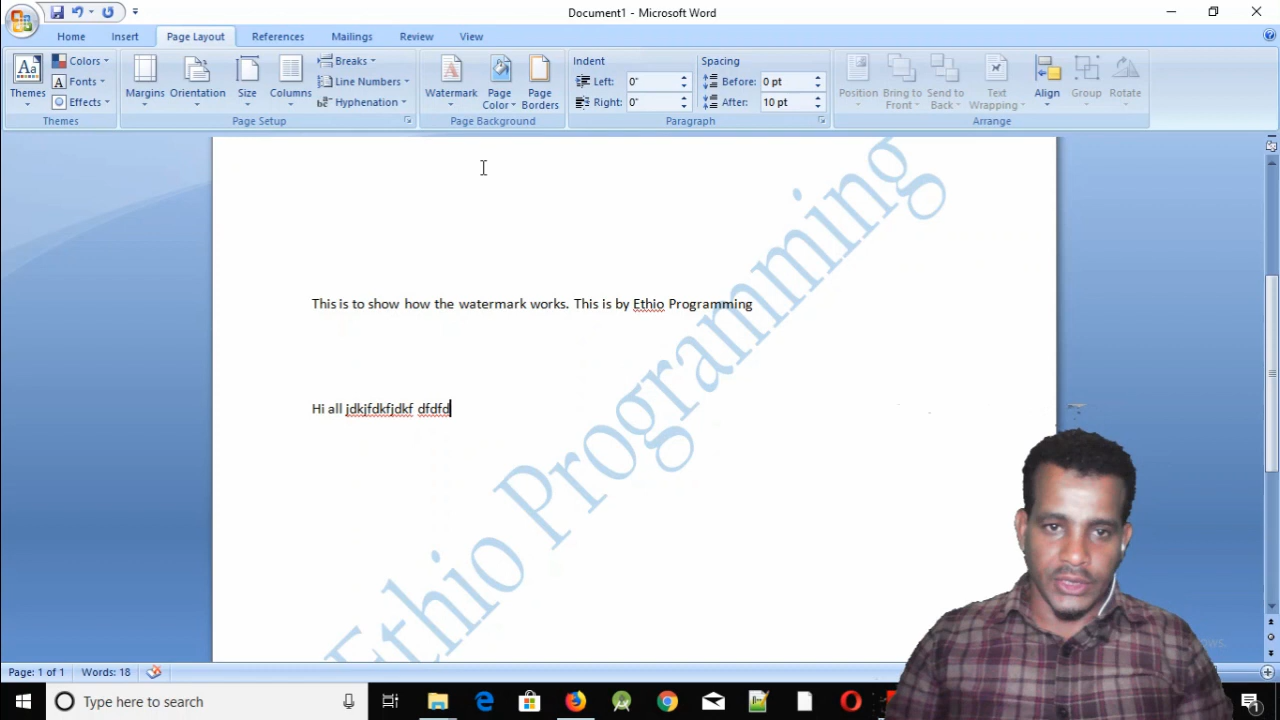 Document1 - Microsoft Word
Home Insert Page Layout References Mailings Review View
Themes
Colors
Fonts
Effects
Themes
Margins
Orientation
Size
Columns
Breaks
Line Numbers
Hyphenation
Page Setup
Watermark
Page Color
Page Borders
Page Background
Indent
Left: 0"
Right: 0"
Spacing
Before: 0 pt
After: 10 pt
Paragraph
Position
Bring to Front
Send to Back
Text Wrapping
Align
Group
Rotate
Arrange
This is to show how the watermark works. This is by Ethio Programming
Hi all jdkjfdkfjdkf dfdfd
Ethio Programming
Page: 1 of 1 Words: 18
Type here to search